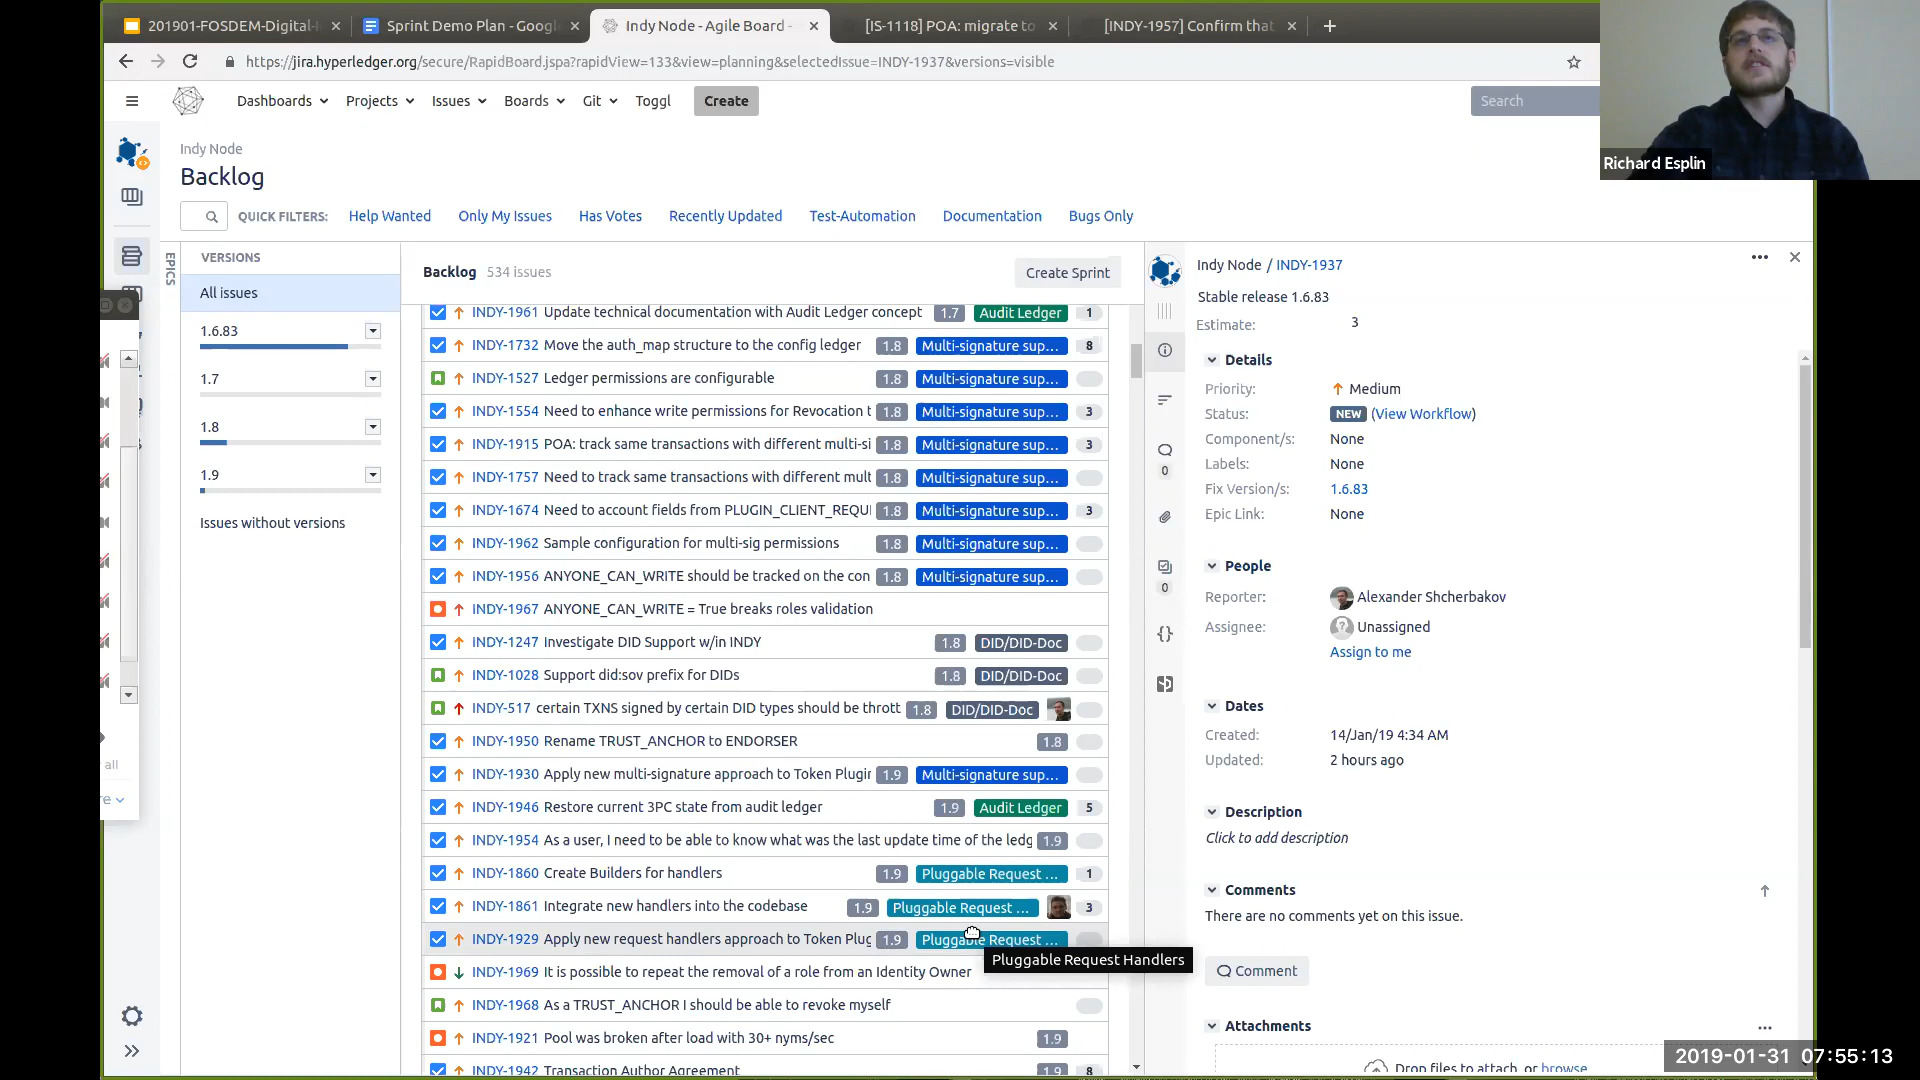 201901-FOSDEM-Digital-I
Sprint Demo Plan - Google
Indy Node - Agile Board -
[IS-1118] POA: migrate to
[INDY-1957] Confirm that
https://jira.hyperledger.org/secure/RapidBoard.jspa?rapidView=133&view=planning&selectedIssue=INDY-1937&versions=visible
Dashboards
Projects
Issues
Boards
Git
Toggl
Create
Search
Richard Esplin
Indy Node
Backlog
QUICK FILTERS:
Help Wanted
Only My Issues
Has Votes
Recently Updated
Test-Automation
Documentation
Bugs Only
EPICS
VERSIONS
All issues
1.6.83
1.7
1.8
1.9
Issues without versions
Backlog 534 issues
Create Sprint
INDY-1961 Update technical documentation with Audit Ledger concept 1.7 Audit Ledger 1
INDY-1732 Move the auth_map structure to the config ledger 1.8 Multi-signature sup... 8
INDY-1527 Ledger permissions are configurable 1.8 Multi-signature sup...
INDY-1554 Need to enhance write permissions for Revocation t 1.8 Multi-signature sup... 3
INDY-1915 POA: track same transactions with different multi-si 1.8 Multi-signature sup... 3
INDY-1757 Need to track same transactions with different mult 1.8 Multi-signature sup...
INDY-1674 Need to account fields from PLUGIN_CLIENT_REQU 1.8 Multi-signature sup... 3
INDY-1962 Sample configuration for multi-sig permissions 1.8 Multi-signature sup...
INDY-1956 ANYONE_CAN_WRITE should be tracked on the con 1.8 Multi-signature sup...
INDY-1967 ANYONE_CAN_WRITE = True breaks roles validation
INDY-1247 Investigate DID Support w/in INDY 1.8 DID/DID-Doc
INDY-1028 Support did:sov prefix for DIDs 1.8 DID/DID-Doc
INDY-517 certain TXNS signed by certain DID types should be thrott 1.8 DID/DID-Doc
INDY-1950 Rename TRUST_ANCHOR to ENDORSER 1.8
INDY-1930 Apply new multi-signature approach to Token Plugin 1.9 Multi-signature sup...
INDY-1946 Restore current 3PC state from audit ledger 1.9 Audit Ledger 5
INDY-1954 As a user, I need to be able to know what was the last update time of the ledg 1.9
INDY-1860 Create Builders for handlers 1.9 Pluggable Request ... 1
INDY-1861 Integrate new handlers into the codebase 1.9 Pluggable Request ... 3
INDY-1929 Apply new request handlers approach to Token Plug 1.9 Pluggable Request ...
Pluggable Request Handlers
INDY-1969 It is possible to repeat the removal of a role from an Identity Owner
INDY-1968 As a TRUST_ANCHOR I should be able to revoke myself
INDY-1921 Pool was broken after load with 30+ nyms/sec 1.9
INDY-1942 Transaction Author Agreement 1.9 8
Indy Node / INDY-1937
Stable release 1.6.83
Estimate: 3
Details
Priority: Medium
Status: NEW (View Workflow)
Component/s: None
Labels: None
Fix Version/s: 1.6.83
Epic Link: None
0
0
People
Reporter: Alexander Shcherbakov
Assignee: Unassigned
Assign to me
Dates
Created: 14/Jan/19 4:34 AM
Updated: 2 hours ago
Description
Click to add description
Comments
There are no comments yet on this issue.
Comment
Attachments
Drop files to attach, or browse
2019-01-31 07:55:13
all
re